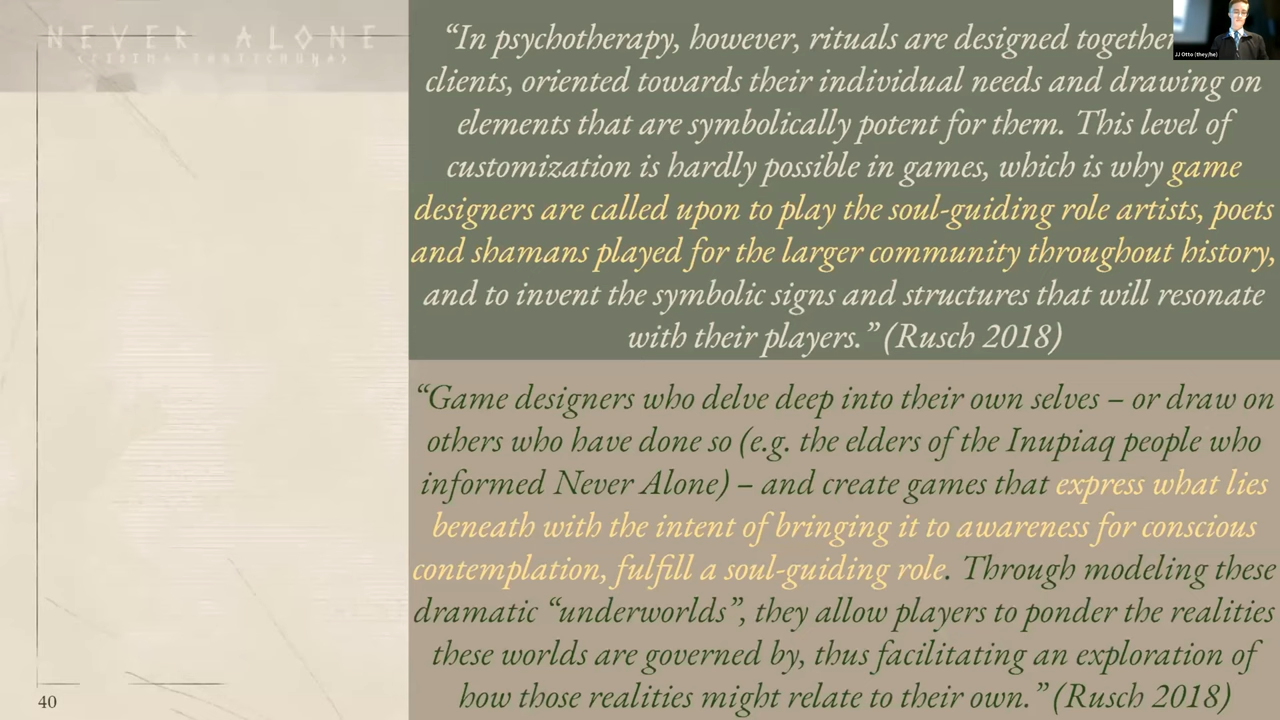 NEVER ALONE
(KISIMA INNITCHUNA)
“In psychotherapy, however, rituals are designed together
clients, oriented towards their individual needs and drawing on
elements that are symbolically potent for them. This level of
customization is hardly possible in games, which is why game
designers are called upon to play the soul-guiding role artists, poets
and shamans played for the larger community throughout history,
and to invent the symbolic signs and structures that will resonate
with their players.” (Rusch 2018)
“Game designers who delve deep into their own selves – or draw on
others who have done so (e.g. the elders of the Inupiaq people who
informed Never Alone) – and create games that express what lies
beneath with the intent of bringing it to awareness for conscious
contemplation, fulfill a soul-guiding role. Through modeling these
dramatic “underworlds”, they allow players to ponder the realities
these worlds are governed by, thus facilitating an exploration of
how those realities might relate to their own.” (Rusch 2018)
40
JJ Otto (they/he)